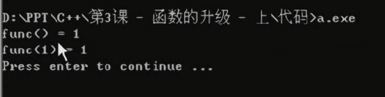 D:\PPT\C++\第3课 - 函数的升级 - 上\代码>a.exe
func() = 1
func(1) = 1
Press enter to continue ...